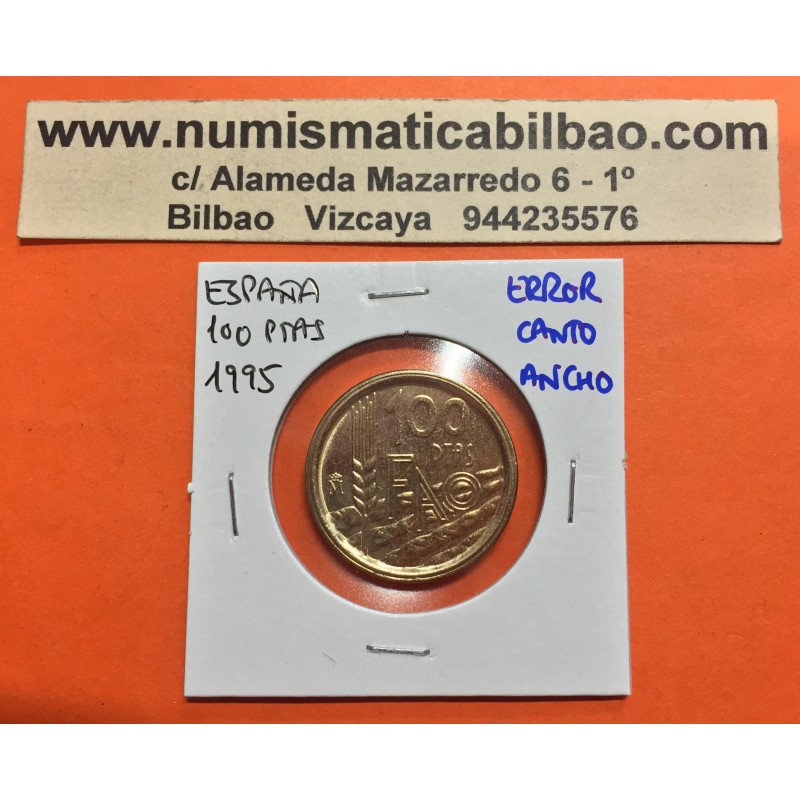 www.numismaticabilbao.com
c/ Alameda Mazarredo 6 - 1º
Bilbao Vizcaya 944235576
ESPAÑA
100 PTAS
1995
ERROR
CANTO
ANCHO
100
PTAS
M
FAO